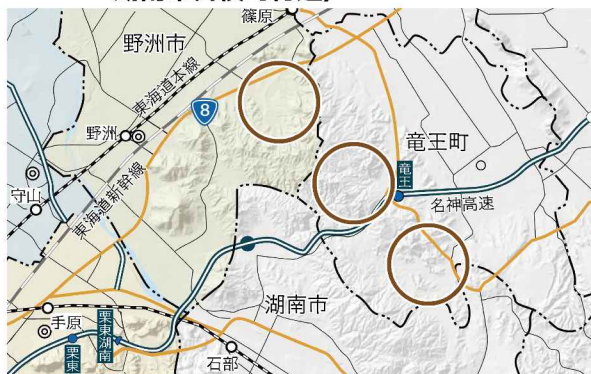 篠原
野洲市
東海道本線
8
野洲
竜王町
竜王
守山
東海道新幹線
名神高速
湖南市
手原
栗東湖南
栗東
石部